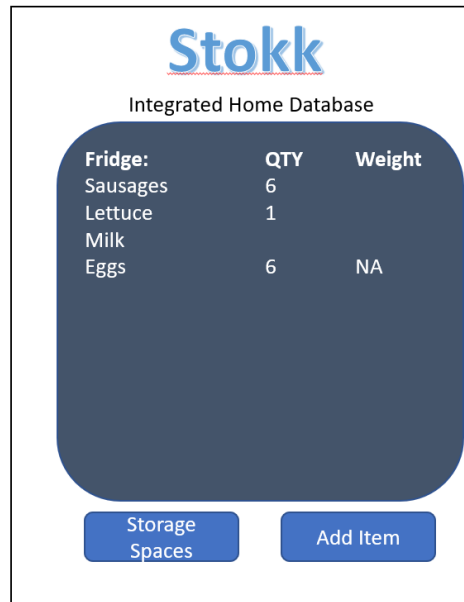 Stokk
Integrated Home Database
Fridge: QTY Weight
Sausages 6
Lettuce 1
Milk
Eggs 6 NA
Storage
Spaces
Add Item